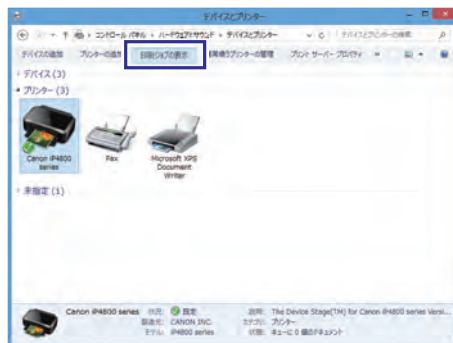 デバイスとプリンター
コントロール パネル ▸ ハードウェアとサウンド ▸ デバイスとプリンター
デバイスとプリンターの検索
デバイスの追加 プリンターの追加 印刷ジョブの表示 既定で使うプリンターの管理 プリント サーバー プロパティ »
デバイス (3)
プリンター (3)
Canon iP4800 series
Fax
Microsoft XPS Document Writer
未指定 (1)
Canon iP4800 series 状況: 既定 説明: The Device Stage(TM) for Canon iP4800 series Versi...
製造元: CANON INC. カテゴリ: プリンター
モデル: iP4800 series 状態: キューに 0 個のドキュメント